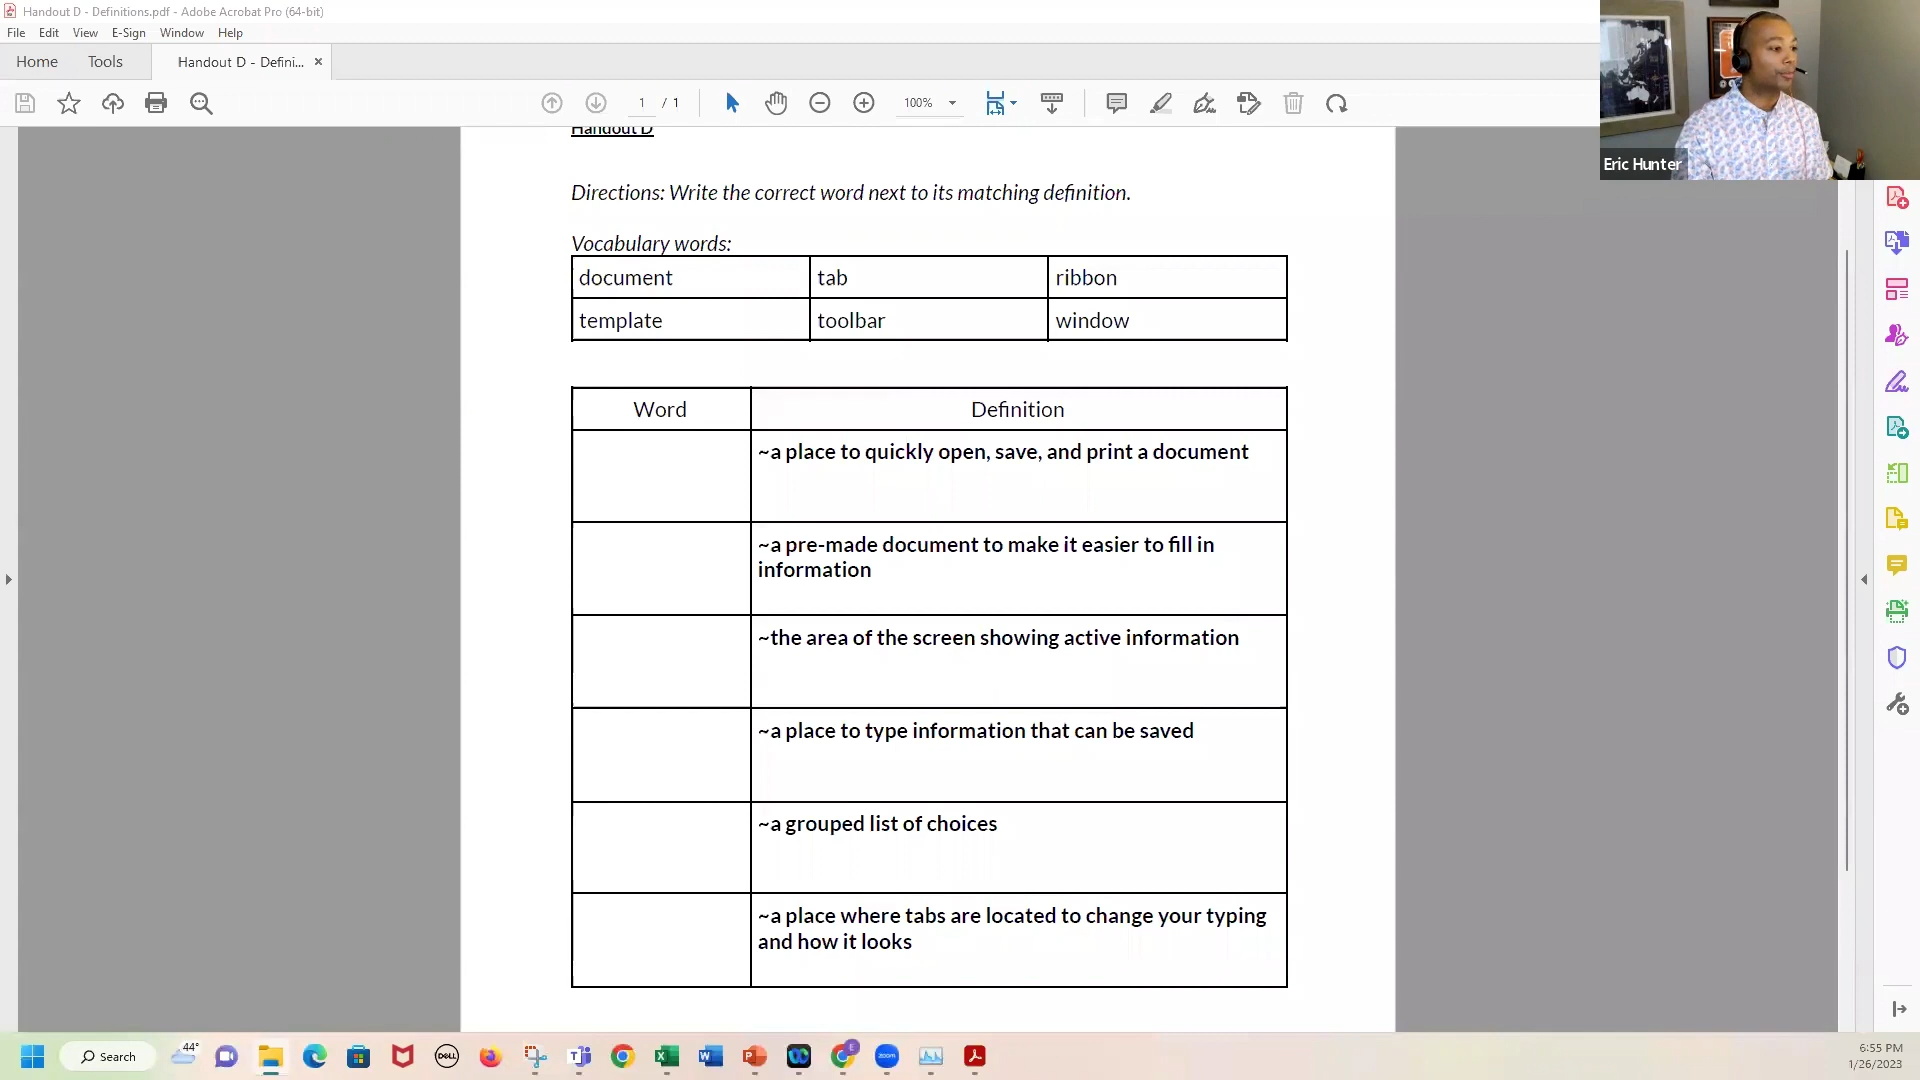 Handout D - Definitions.pdf - Adobe Acrobat Pro (64-bit)
File Edit View E-Sign Window Help
Home Tools Handout D - Defini... ×
1 / 1 100%
Eric Hunter
Handout D
Directions: Write the correct word next to its matching definition.
Vocabulary words:
document tab ribbon
template toolbar window
Word Definition
~a place to quickly open, save, and print a document
~a pre-made document to make it easier to fill in
information
~the area of the screen showing active information
~a place to type information that can be saved
~a grouped list of choices
~a place where tabs are located to change your typing
and how it looks
Search 44° DELL E zoom
6:55 PM
1/26/2023